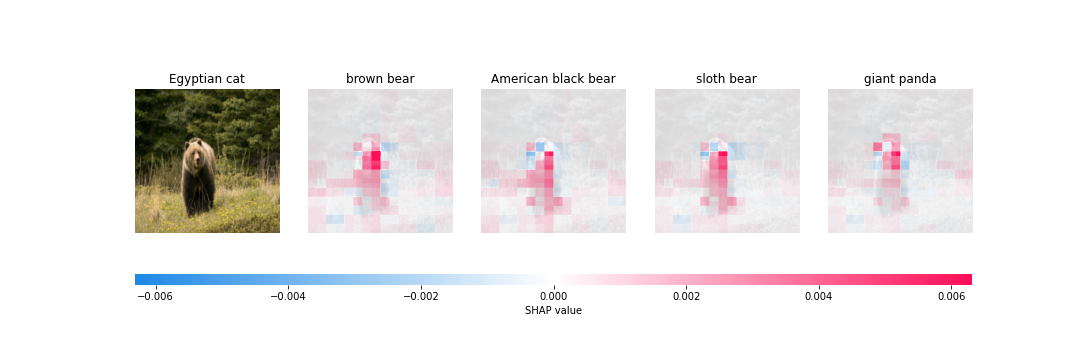 Egyptian cat
brown bear
American black bear
sloth bear
giant panda
−0.006
−0.004
−0.002
0.000
0.002
0.004
0.006
SHAP value